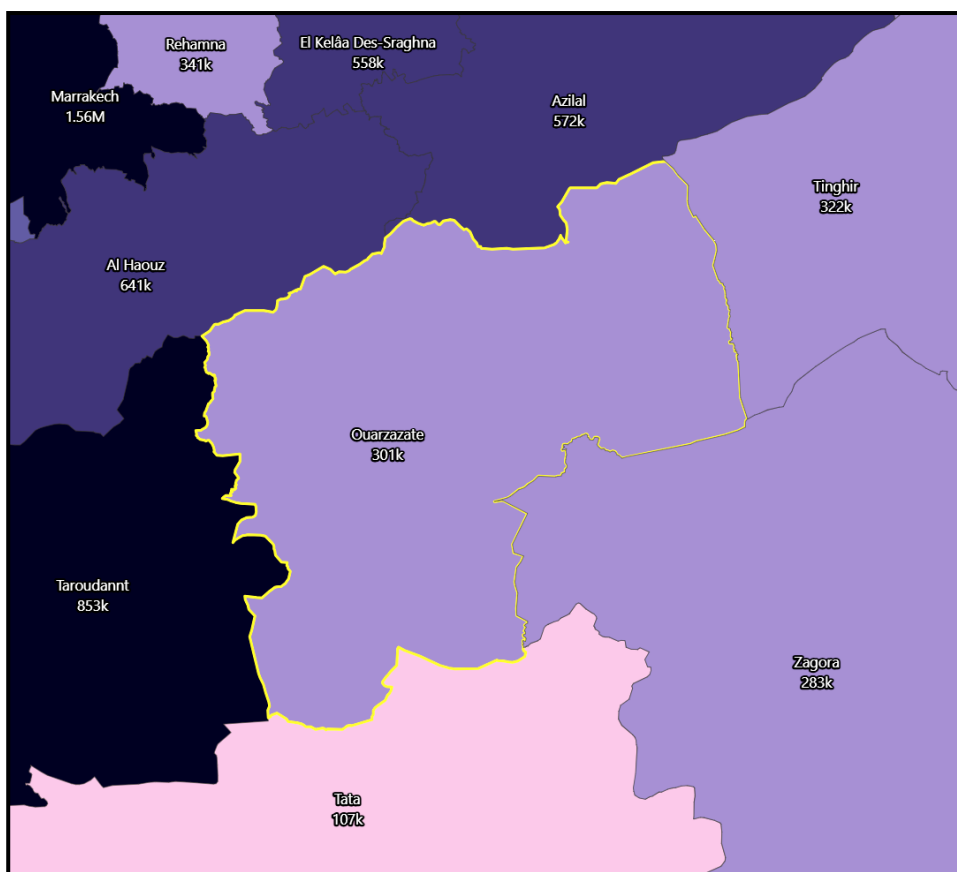 Rehamna
341k
El Kelâa Des-Sraghna
558k
Marrakech
1.56M
Azilal
572k
Tinghir
322k
Al Haouz
641k
Ouarzazate
301k
Taroudannt
853k
Zagora
283k
Tata
107k